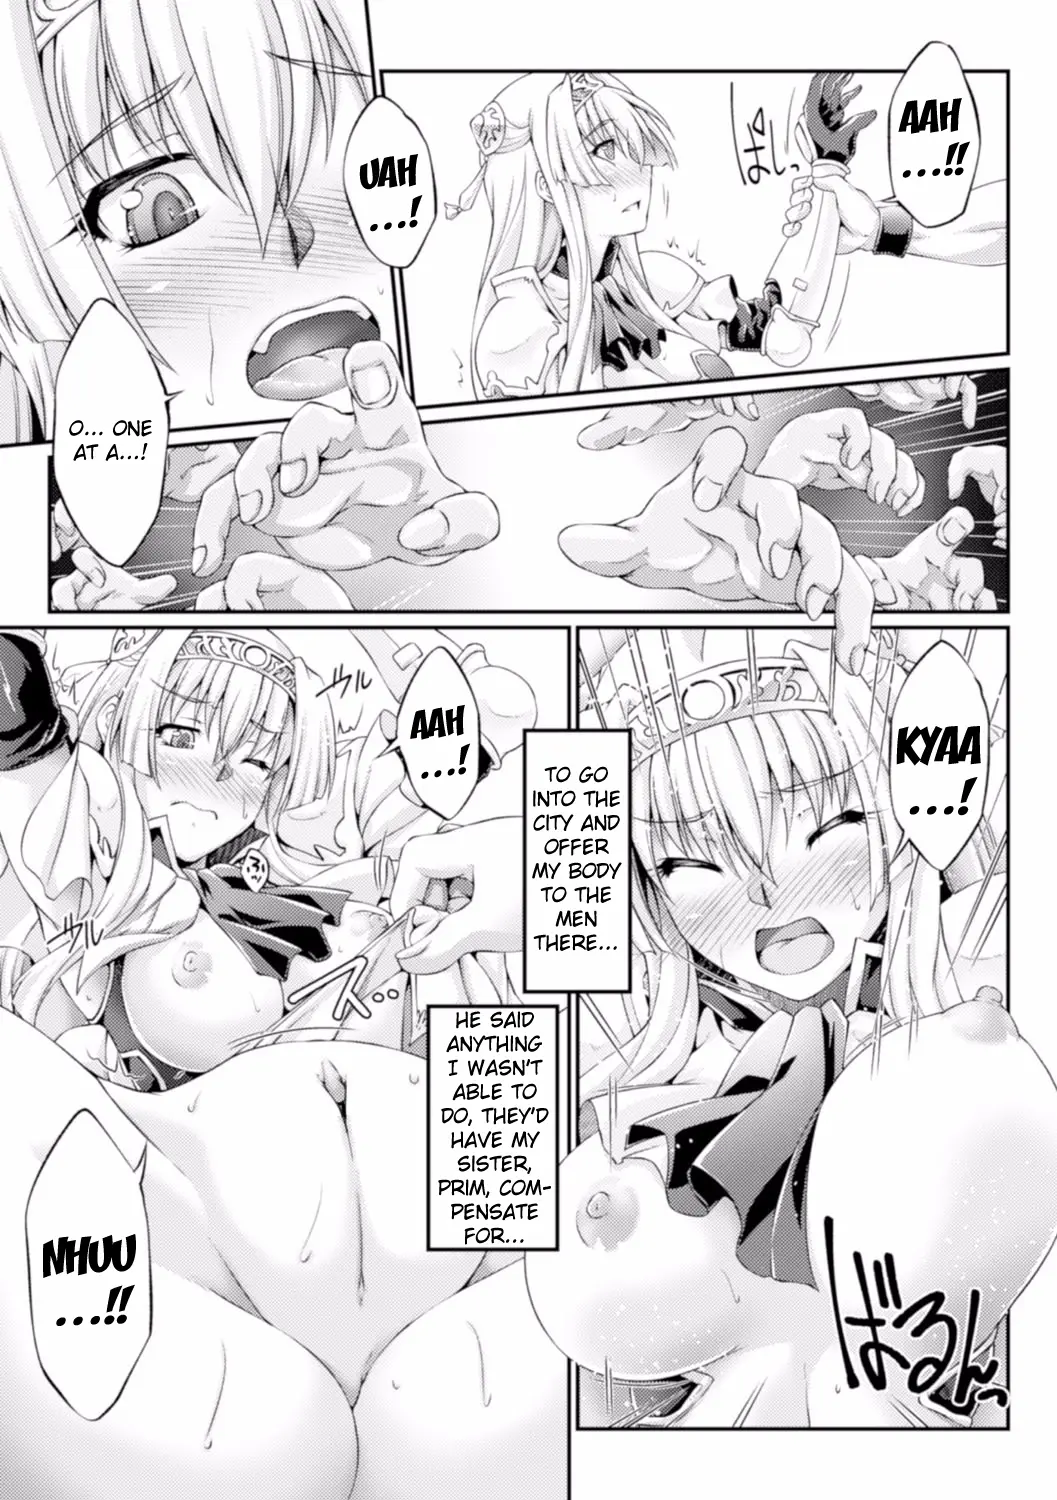 AAH
...!!
ぱしっ
UAH
...!
O... ONE
AT A...!
KYAA
...!
TO GO
INTO THE
CITY AND
OFFER
MY BODY
TO THE
MEN
THERE...
ばるんっ
AAH
...!
HE SAID
ANYTHING
I WASN'T
ABLE TO
DO, THEY'D
HAVE MY
SISTER,
PRIM, COM-
PENSATE
FOR...
NHUU
...!!